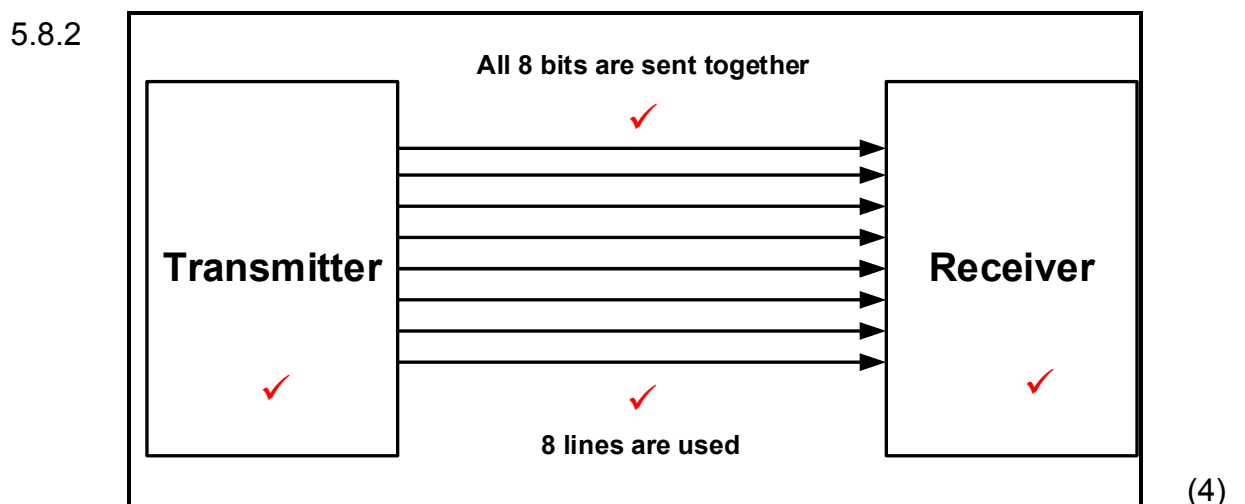 5.8.2
All 8 bits are sent together
Transmitter
Receiver
8 lines are used
(4)